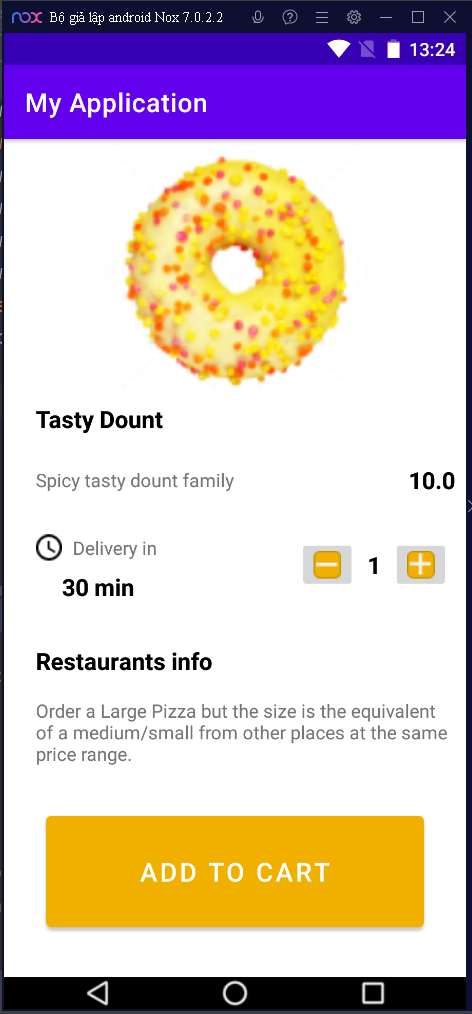 nox Bộ giả lập android Nox 7.0.2.2
13:24
My Application
Tasty Dount
Spicy tasty dount family 10.0
Delivery in
30 min
1
Restaurants info
Order a Large Pizza but the size is the equivalent
of a medium/small from other places at the same
price range.
ADD TO CART